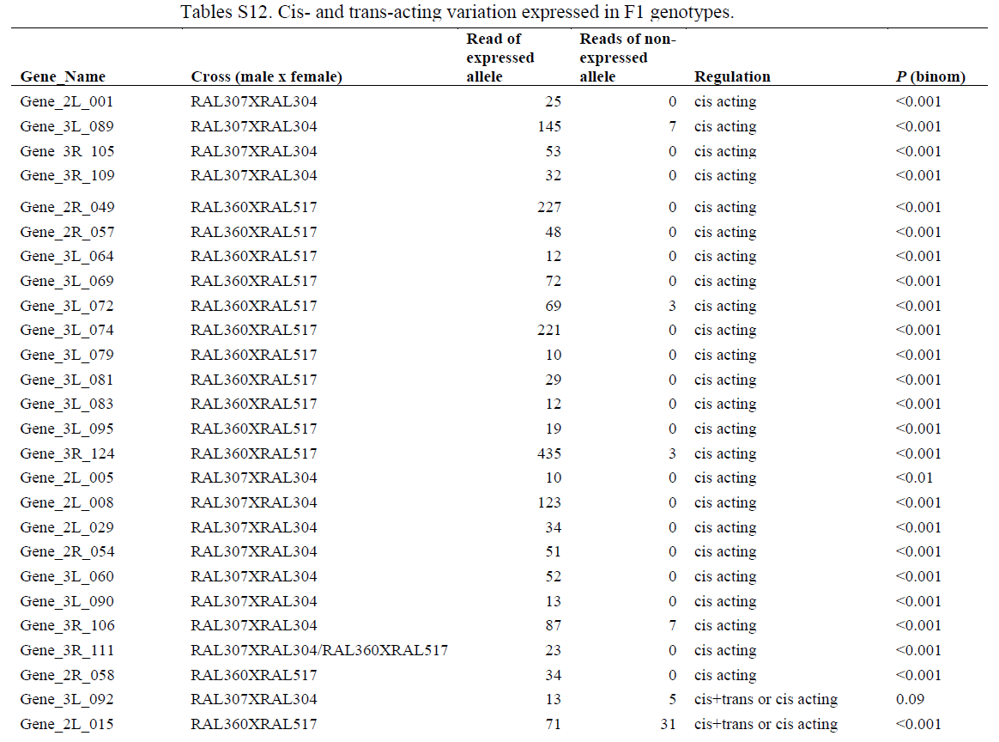 Tables S12. Cis- and trans-acting variation expressed in F1 genotypes.
Gene_Name Cross (male x female) Read of expressed allele Reads of non-expressed allele Regulation P (binom)
Gene_2L_001 RAL307XRAL304 25 0 cis acting <0.001
Gene_3L_089 RAL307XRAL304 145 7 cis acting <0.001
Gene_3R_105 RAL307XRAL304 53 0 cis acting <0.001
Gene_3R_109 RAL307XRAL304 32 0 cis acting <0.001
Gene_2R_049 RAL360XRAL517 227 0 cis acting <0.001
Gene_2R_057 RAL360XRAL517 48 0 cis acting <0.001
Gene_3L_064 RAL360XRAL517 12 0 cis acting <0.001
Gene_3L_069 RAL360XRAL517 72 0 cis acting <0.001
Gene_3L_072 RAL360XRAL517 69 3 cis acting <0.001
Gene_3L_074 RAL360XRAL517 221 0 cis acting <0.001
Gene_3L_079 RAL360XRAL517 10 0 cis acting <0.001
Gene_3L_081 RAL360XRAL517 29 0 cis acting <0.001
Gene_3L_083 RAL360XRAL517 12 0 cis acting <0.001
Gene_3L_095 RAL360XRAL517 19 0 cis acting <0.001
Gene_3R_124 RAL360XRAL517 435 3 cis acting <0.001
Gene_2L_005 RAL307XRAL304 10 0 cis acting <0.01
Gene_2L_008 RAL307XRAL304 123 0 cis acting <0.001
Gene_2L_029 RAL307XRAL304 34 0 cis acting <0.001
Gene_2R_054 RAL307XRAL304 51 0 cis acting <0.001
Gene_3L_060 RAL307XRAL304 52 0 cis acting <0.001
Gene_3L_090 RAL307XRAL304 13 0 cis acting <0.001
Gene_3R_106 RAL307XRAL304 87 7 cis acting <0.001
Gene_3R_111 RAL307XRAL304/RAL360XRAL517 23 0 cis acting <0.001
Gene_2R_058 RAL360XRAL517 34 0 cis acting <0.001
Gene_3L_092 RAL307XRAL304 13 5 cis+trans or cis acting 0.09
Gene_2L_015 RAL360XRAL517 71 31 cis+trans or cis acting <0.001